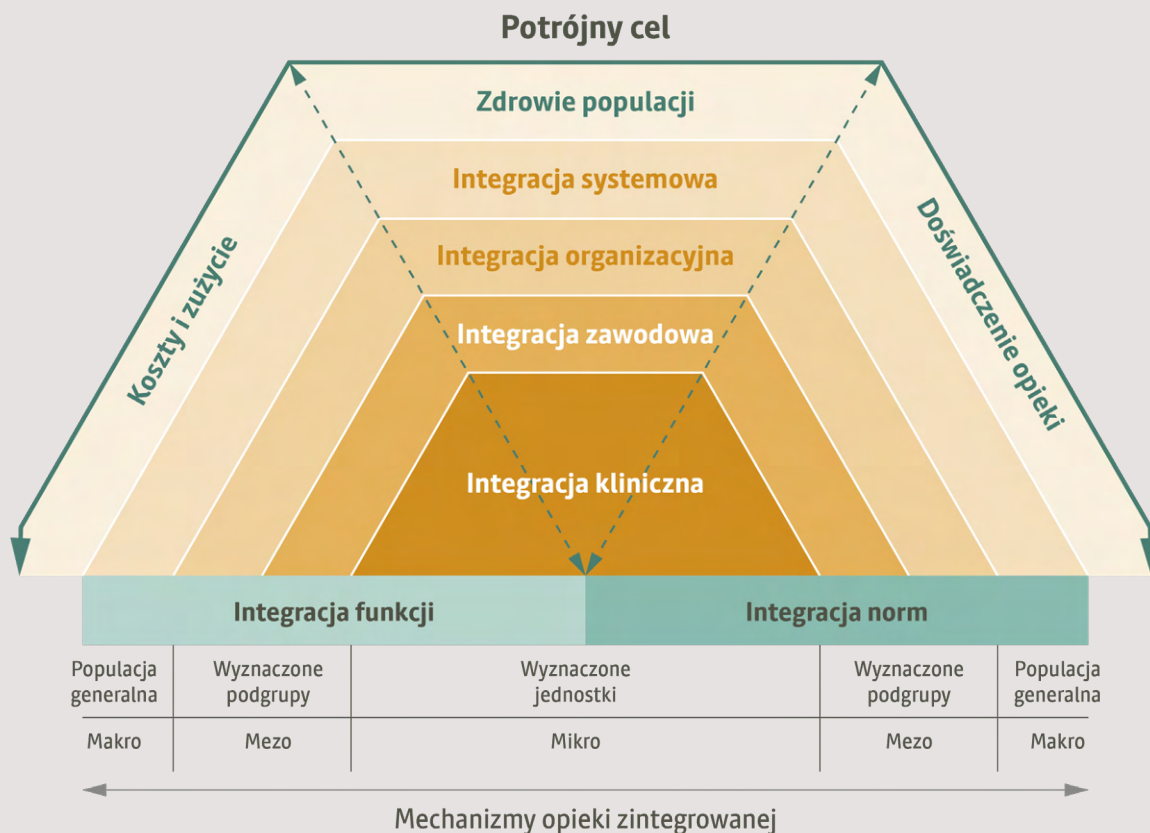 Potrójny cel
Zdrowie populacji
Integracja systemowa
Integracja organizacyjna
Integracja zawodowa
Integracja kliniczna
Koszty i zużycie
Doświadczenie opieki
Integracja funkcji
Integracja norm
Populacja
generalna
Wyznaczone
podgrupy
Wyznaczone
jednostki
Wyznaczone
podgrupy
Populacja
generalna
Makro
Mezo
Mikro
Mezo
Makro
Mechanizmy opieki zintegrowanej